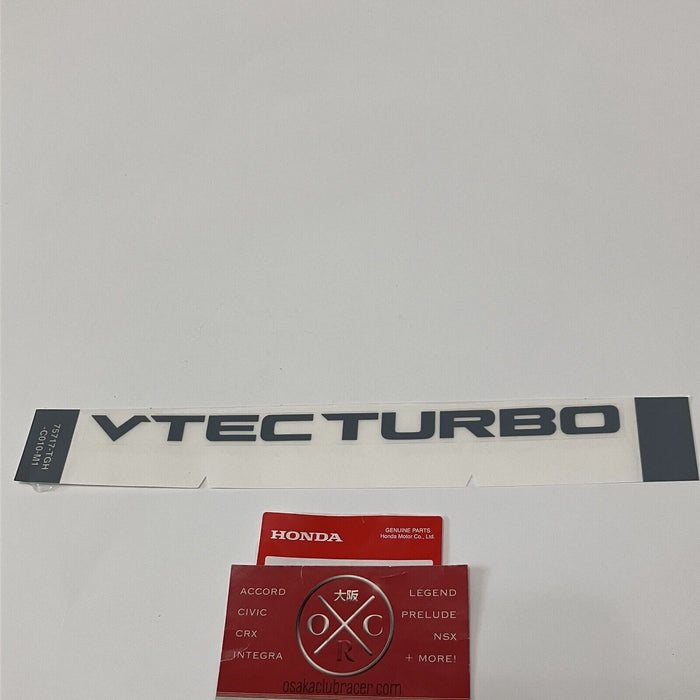 VTEC TURBO
75717-TGH
-C010-M1
HONDA
GENUINE PARTS
Honda Motor Co., Ltd.
ACCORD
CIVIC
CRX
INTEGRA
大阪
O C
R
LEGEND
PRELUDE
NSX
+ MORE!
osakaclubracer.com